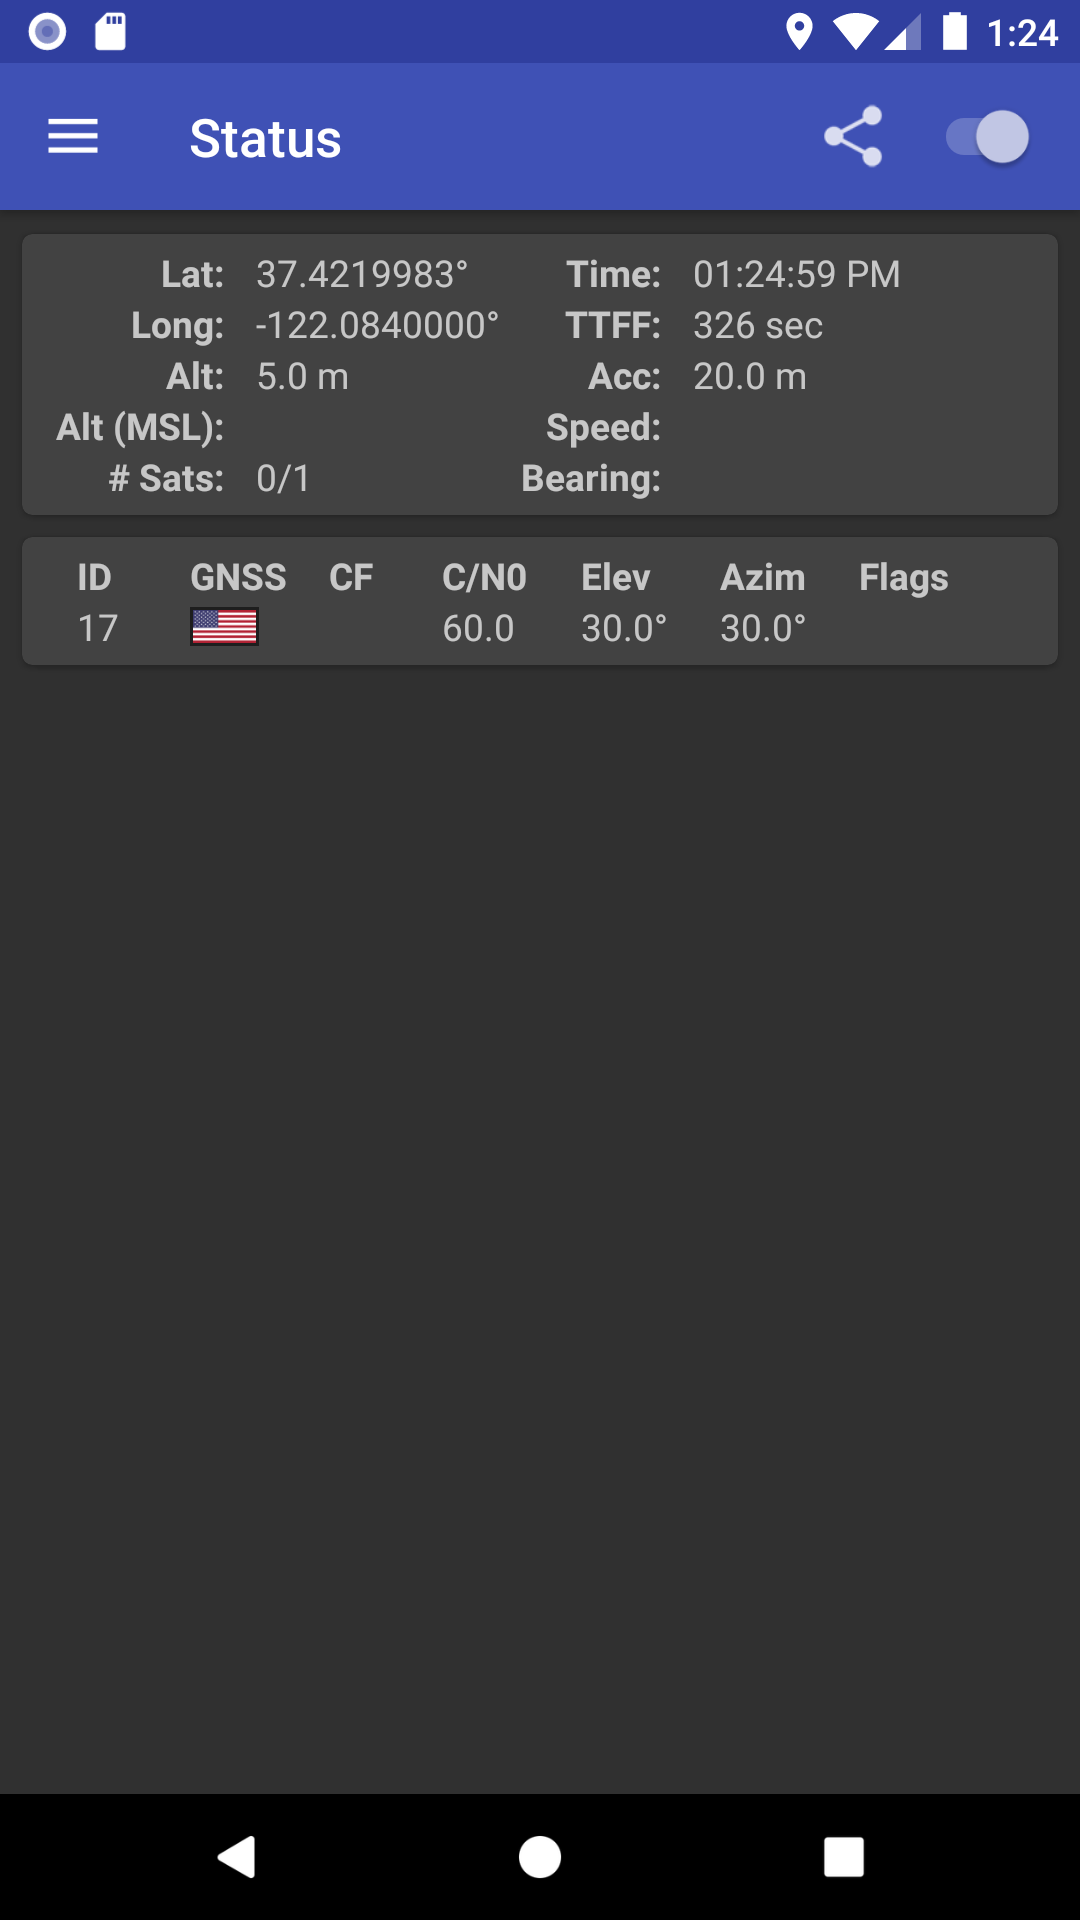 1:24
Status
Lat: 37.4219983° Time: 01:24:59 PM
Long: -122.0840000° TTFF: 326 sec
Alt: 5.0 m Acc: 20.0 m
Alt (MSL): Speed:
# Sats: 0/1 Bearing:
ID GNSS CF C/N0 Elev Azim Flags
17 60.0 30.0° 30.0°